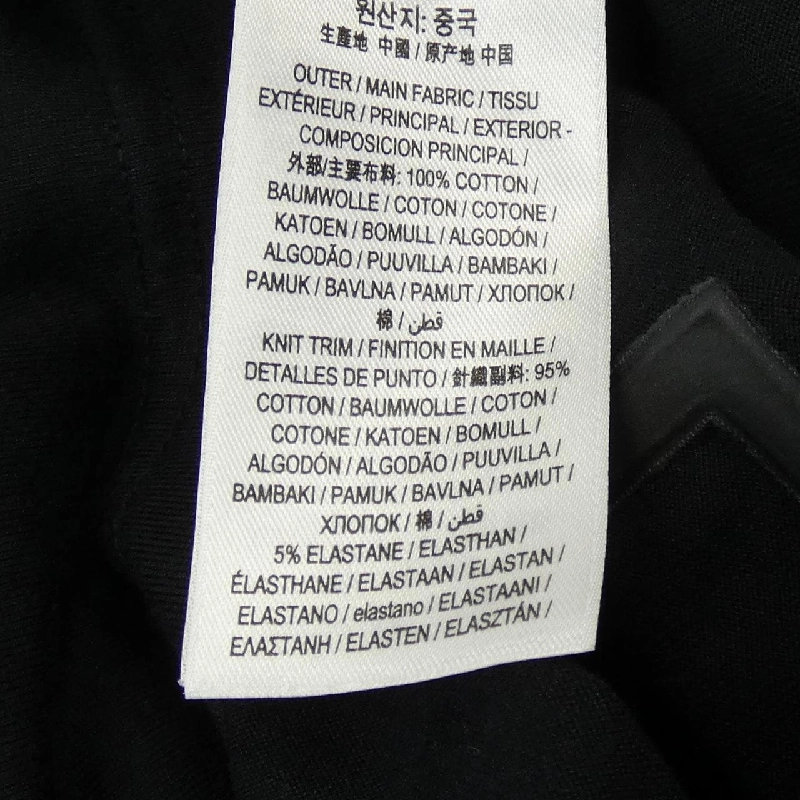 원산지: 중국
生產地 中國 / 原产地 中国
OUTER / MAIN FABRIC / TISSU
EXTÉRIEUR / PRINCIPAL / EXTERIOR -
COMPOSICION PRINCIPAL /
外部/主要布料: 100% COTTON /
BAUMWOLLE / COTON / COTONE /
KATOEN / BOMULL / ALGODÓN /
ALGODÃO / PUUVILLA / BAMBAKI /
PAMUK / BAVLNA / PAMUT / ХЛОПОК /
棉 / قطن
KNIT TRIM / FINITION EN MAILLE /
DETALLES DE PUNTO / 針織副料: 95%
COTTON / BAUMWOLLE / COTON /
COTONE / KATOEN / BOMULL /
ALGODÓN / ALGODÃO / PUUVILLA /
BAMBAKI / PAMUK / BAVLNA / PAMUT /
ХЛОПОК / 棉 / قطن
5% ELASTANE / ELASTHAN /
ÉLASTHANE / ELASTAAN / ELASTAN /
ELASTANO / elastano / ELASTAANI /
ΕΛΑΣΤΑΝΗ / ELASTEN / ELASZTÁN /